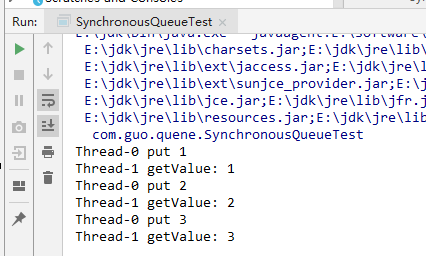 Scratches and Consoles
Run: SynchronousQueueTest ×
E:\jdk\bin\java.exe
E:\jdk\jre\lib\charsets.jar;E:\jdk\jre\lib\
E:\jdk\jre\lib\ext\jaccess.jar;E:\jdk\jre\l
E:\jdk\jre\lib\ext\sunjce_provider.jar;E:\j
E:\jdk\jre\lib\jce.jar;E:\jdk\jre\lib\jfr.j
E:\jdk\jre\lib\resources.jar;E:\jdk\jre\lib
com.guo.quene.SynchronousQueueTest
Thread-0 put 1
Thread-1 getValue: 1
Thread-0 put 2
Thread-1 getValue: 2
Thread-0 put 3
Thread-1 getValue: 3